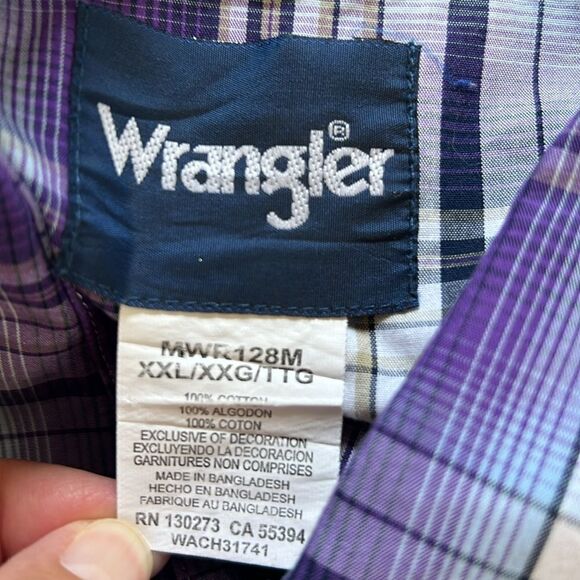 Wrangler®
MWR128M
XXL/XXG/TTG
100% COTTON
100% ALGODON
100% COTON
EXCLUSIVE OF DECORATION
EXCLUYENDO LA DECORACION
GARNITURES NON COMPRISES
MADE IN BANGLADESH
HECHO EN BANGLADESH
FABRIQUE AU BANGLADESH
RN 130273 CA 55394
WACH31741